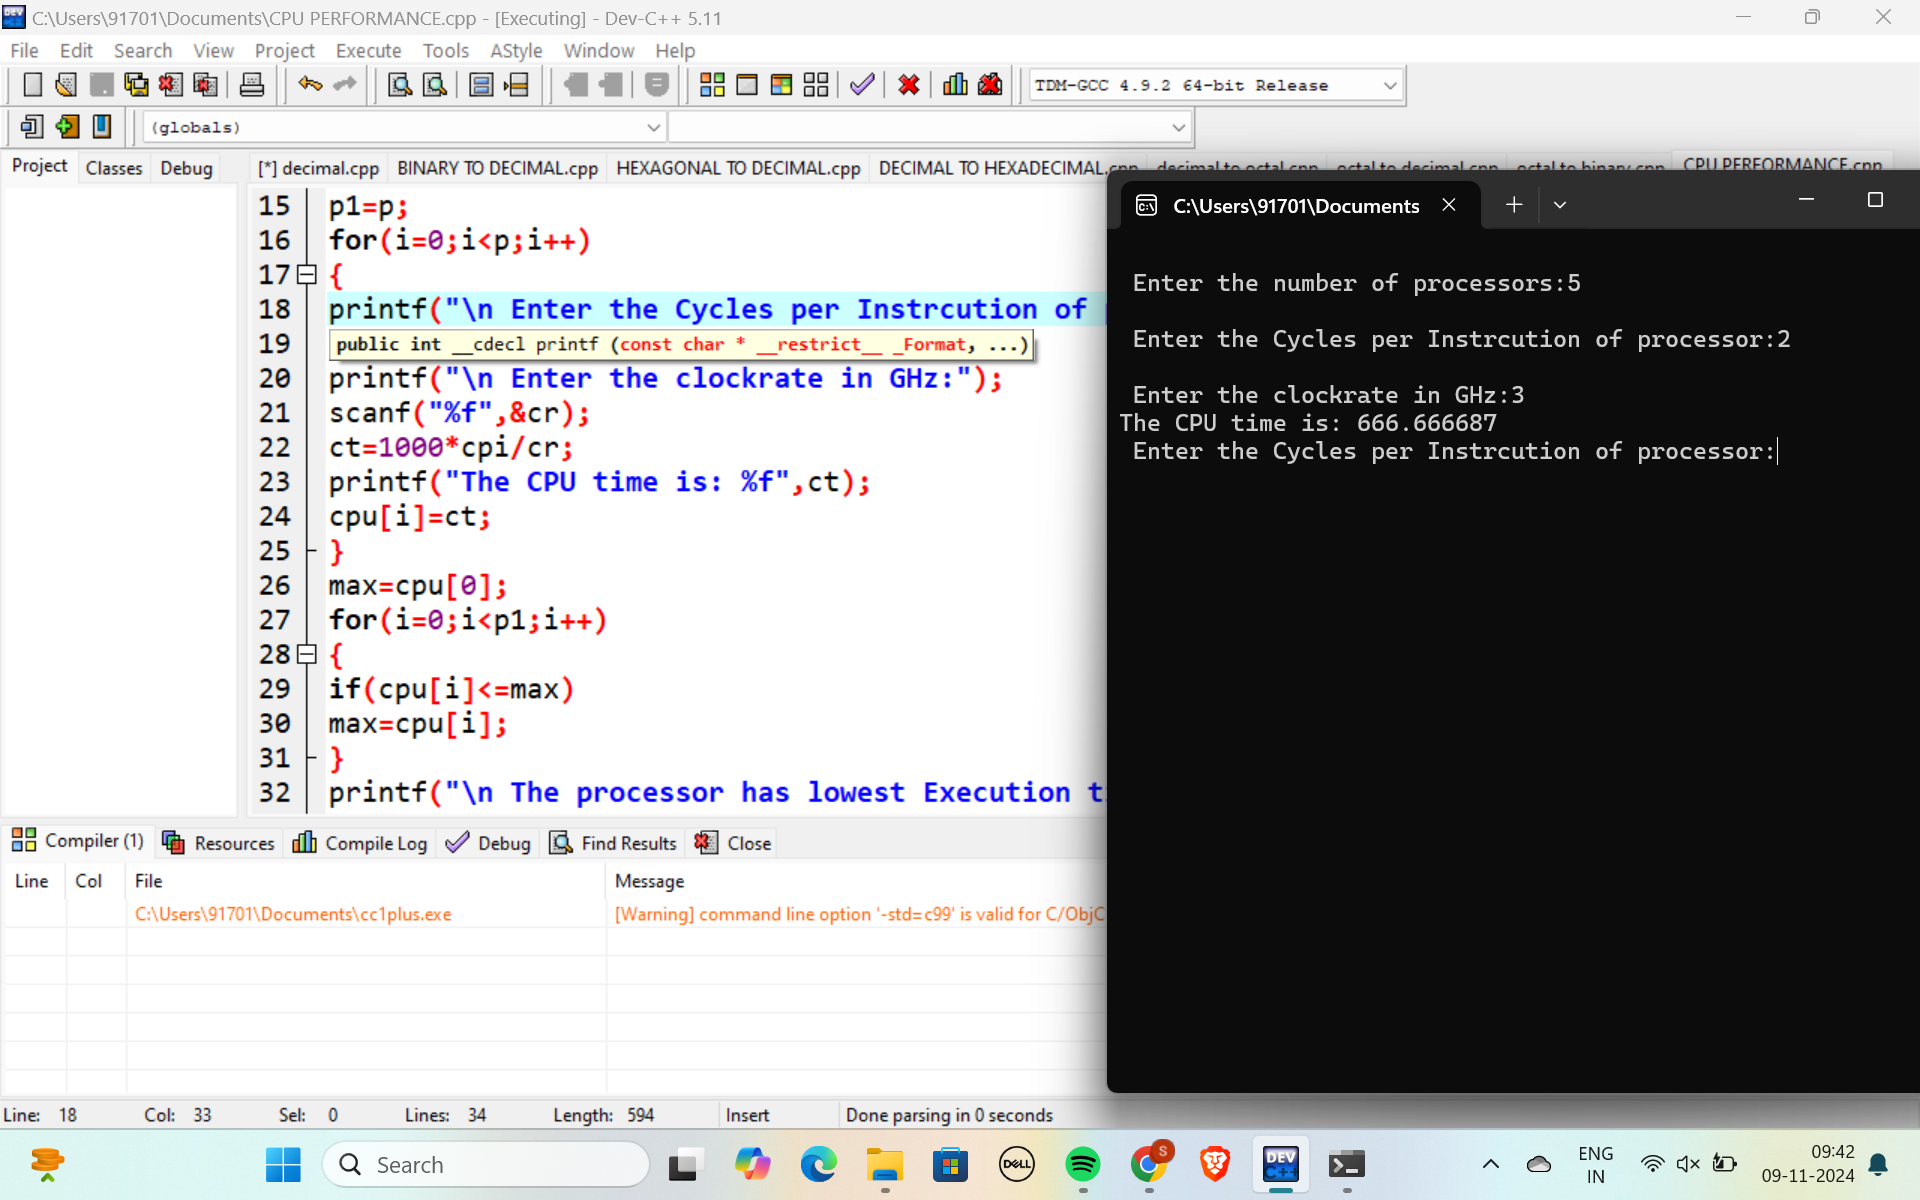 C:\Users\91701\Documents\CPU PERFORMANCE.cpp - [Executing] - Dev-C++ 5.11
File Edit Search View Project Execute Tools AStyle Window Help
TDM-GCC 4.9.2 64-bit Release
(globals)
Project Classes Debug
[*] decimal.cpp BINARY TO DECIMAL.cpp HEXAGONAL TO DECIMAL.cpp DECIMAL TO HEXADECIMAL.cpp decimal to octal.cpp octal to decimal.cpp octal to binary.cpp CPU PERFORMANCE.cpp
15 p1=p;
16 for(i=0;i<p;i++)
17 {
18 printf("\n Enter the Cycles per Instrcution of
19 public int __cdecl printf (const char * __restrict__ _Format, ...)
20 printf("\n Enter the clockrate in GHz:");
21 scanf("%f",&cr);
22 ct=1000*cpi/cr;
23 printf("The CPU time is: %f",ct);
24 cpu[i]=ct;
25 }
26 max=cpu[0];
27 for(i=0;i<p1;i++)
28 {
29 if(cpu[i]<=max)
30 max=cpu[i];
31 }
32 printf("\n The processor has lowest Execution t
C:\Users\91701\Documents
Enter the number of processors:5
Enter the Cycles per Instrcution of processor:2
Enter the clockrate in GHz:3
The CPU time is: 666.666687
Enter the Cycles per Instrcution of processor:
Compiler (1) Resources Compile Log Debug Find Results Close
Line Col File Message
C:\Users\91701\Documents\cc1plus.exe [Warning] command line option '-std=c99' is valid for C/ObjC
Line: 18 Col: 33 Sel: 0 Lines: 34 Length: 594 Insert Done parsing in 0 seconds
Search
DELL
S
DEV
C++
ENG
IN
09:42
09-11-2024